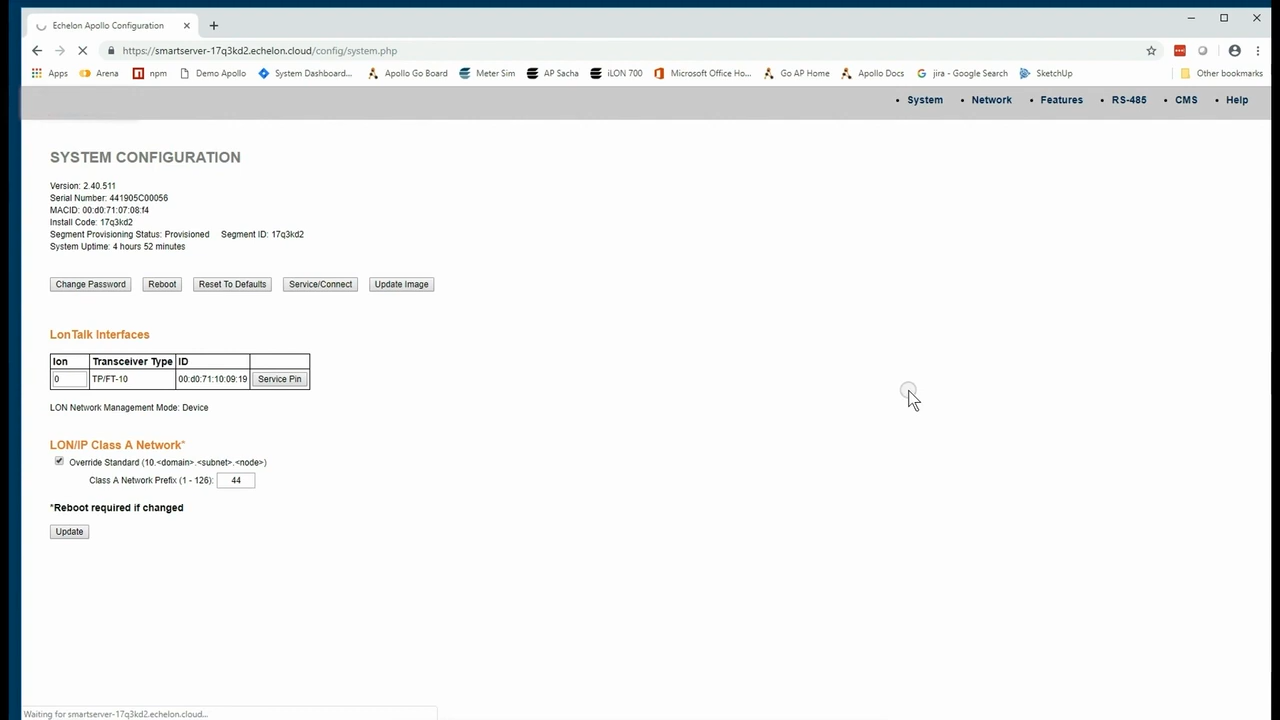 Echelon Apollo Configuration
https://smartserver-17q3kd2.echelon.cloud/config/system.php
Apps Arena npm Demo Apollo System Dashboard... Apollo Go Board Meter Sim AP Sacha iLON 700 Microsoft Office Ho... Go AP Home Apollo Docs jira - Google Search SketchUp Other bookmarks
• System • Network • Features • RS-485 • CMS • Help
SYSTEM CONFIGURATION
Version: 2.40.511
Serial Number: 441905C00056
MACID: 00:d0:71:07:08:f4
Install Code: 17q3kd2
Segment Provisioning Status: Provisioned Segment ID: 17q3kd2
System Uptime: 4 hours 52 minutes
Change Password Reboot Reset To Defaults Service/Connect Update Image
LonTalk Interfaces
lon Transceiver Type ID
0 TP/FT-10 00:d0:71:10:09:19 Service Pin
LON Network Management Mode: Device
LON/IP Class A Network*
Override Standard (10.<domain>.<subnet>.<node>)
Class A Network Prefix (1 - 126): 44
*Reboot required if changed
Update
Waiting for smartserver-17q3kd2.echelon.cloud...